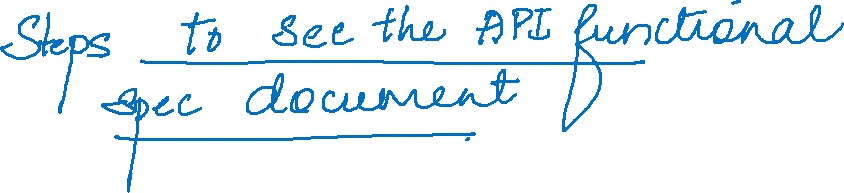 Steps to see the API functional
spec document